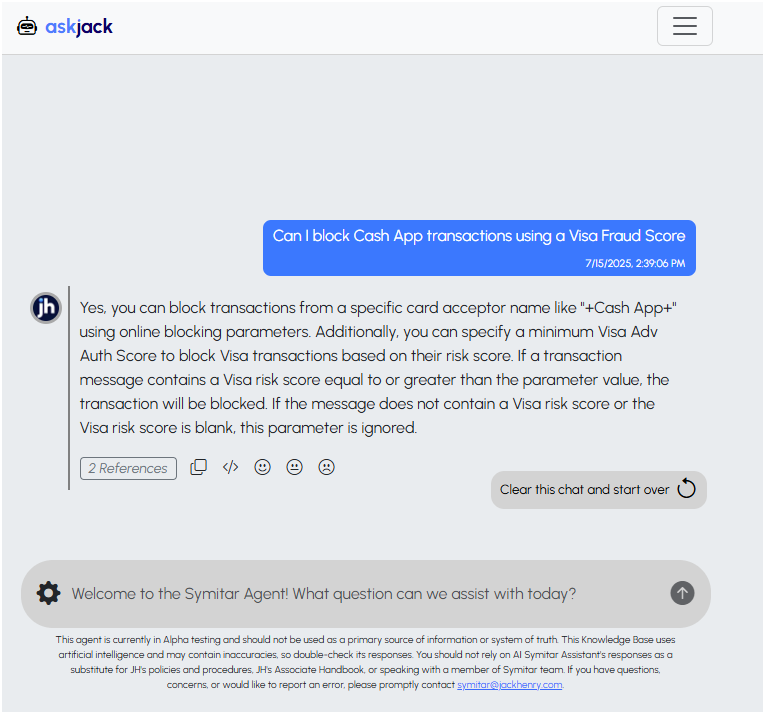 askjack
Can I block Cash App transactions using a Visa Fraud Score
7/15/2025, 2:39:06 PM
jh
Yes, you can block transactions from a specific card acceptor name like "+Cash App+"
using online blocking parameters. Additionally, you can specify a minimum Visa Adv
Auth Score to block Visa transactions based on their risk score. If a transaction
message contains a Visa risk score equal to or greater than the parameter value, the
transaction will be blocked. If the message does not contain a Visa risk score or the
Visa risk score is blank, this parameter is ignored.
2 References
Clear this chat and start over
Welcome to the Symitar Agent! What question can we assist with today?
This agent is currently in Alpha testing and should not be used as a primary source of information or system of truth. This Knowledge Base uses
artificial intelligence and may contain inaccuracies, so double-check its responses. You should not rely on AI Symitar Assistant's responses as a
substitute for JH's policies and procedures, JH's Associate Handbook, or speaking with a member of Symitar team. If you have questions,
concerns, or would like to report an error, please promptly contact symitar@jackhenry.com.